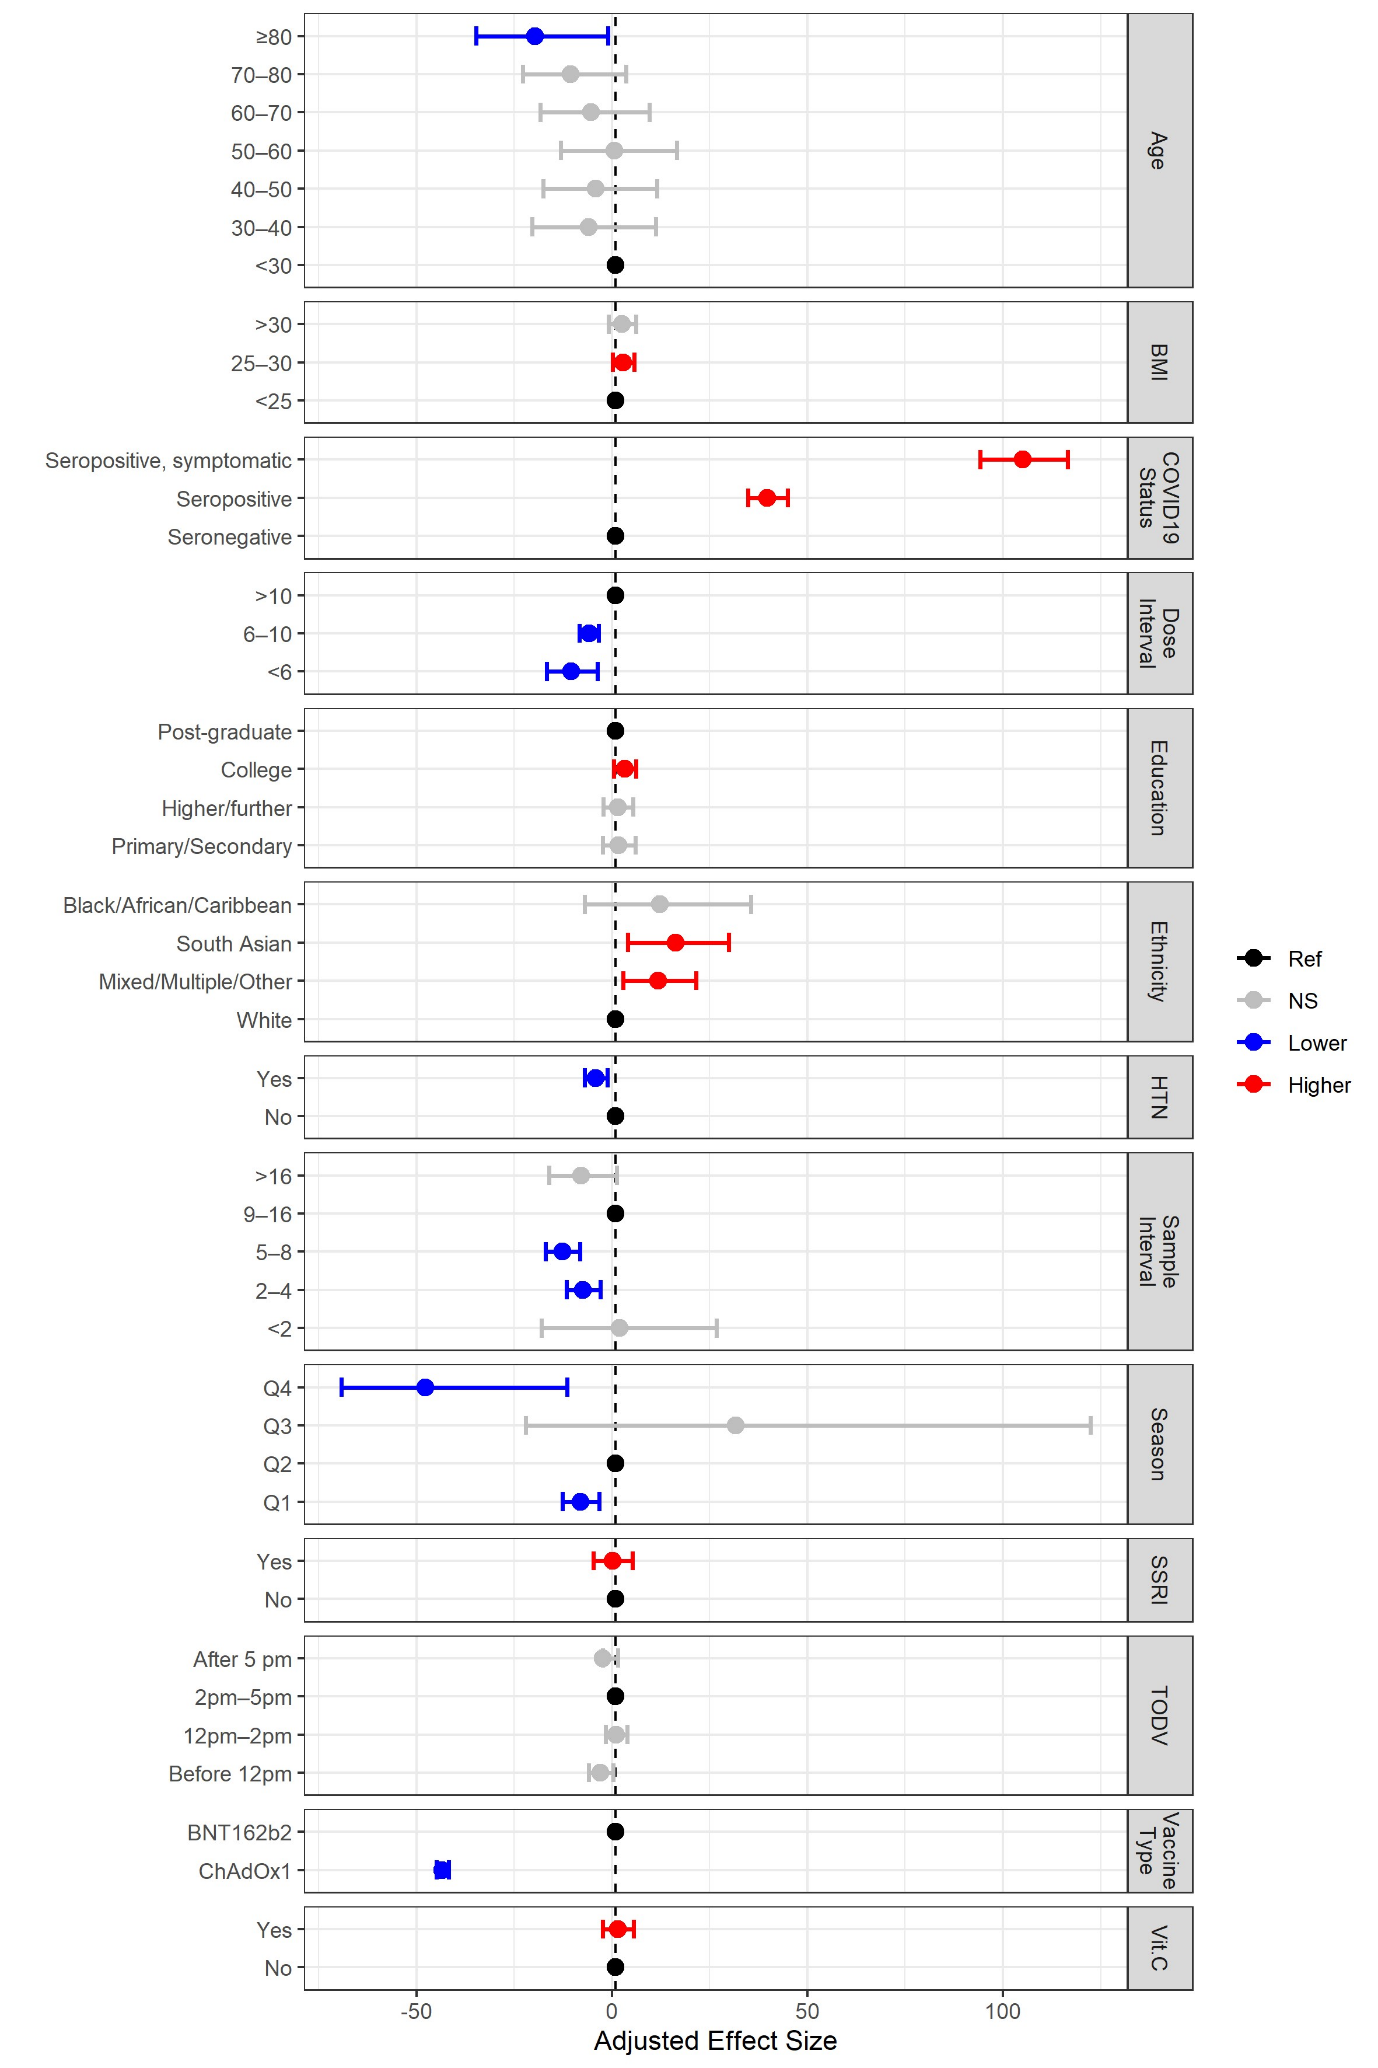 ≥80
70–80
60–70
50–60
40–50
30–40
<30
Age
>30
25–30
<25
BMI
Seropositive, symptomatic
Seropositive
Seronegative
COVID19
Status
>10
6–10
<6
Dose
Interval
Post-graduate
College
Higher/further
Primary/Secondary
Education
Black/African/Caribbean
South Asian
Mixed/Multiple/Other
White
Ethnicity
Yes
No
HTN
>16
9–16
5–8
2–4
<2
Sample
Interval
Q4
Q3
Q2
Q1
Season
Yes
No
SSRI
After 5 pm
2pm–5pm
12pm–2pm
Before 12pm
TODV
BNT162b2
ChAdOx1
Vaccine
Type
Yes
No
Vit.C
-50
0
50
100
Adjusted Effect Size
Ref
NS
Lower
Higher